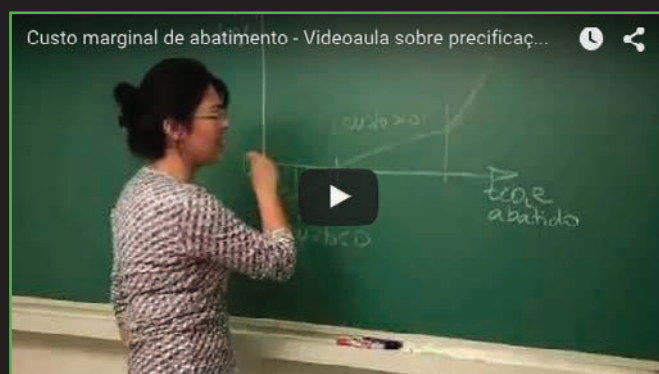 Custo marginal de abatimento - Videoaula sobre precificaç...
custo>0
tCO₂e
abatido